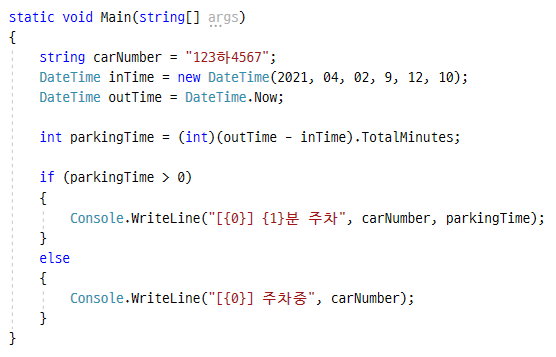 static void Main(string[] args)
{
    string carNumber = "123하4567";
    DateTime inTime = new DateTime(2021, 04, 02, 9, 12, 10);
    DateTime outTime = DateTime.Now;

    int parkingTime = (int)(outTime - inTime).TotalMinutes;

    if (parkingTime > 0)
    {
        Console.WriteLine("[{0}] {1}분 주차", carNumber, parkingTime);
    }
    else
    {
        Console.WriteLine("[{0}] 주차중", carNumber);
    }
}